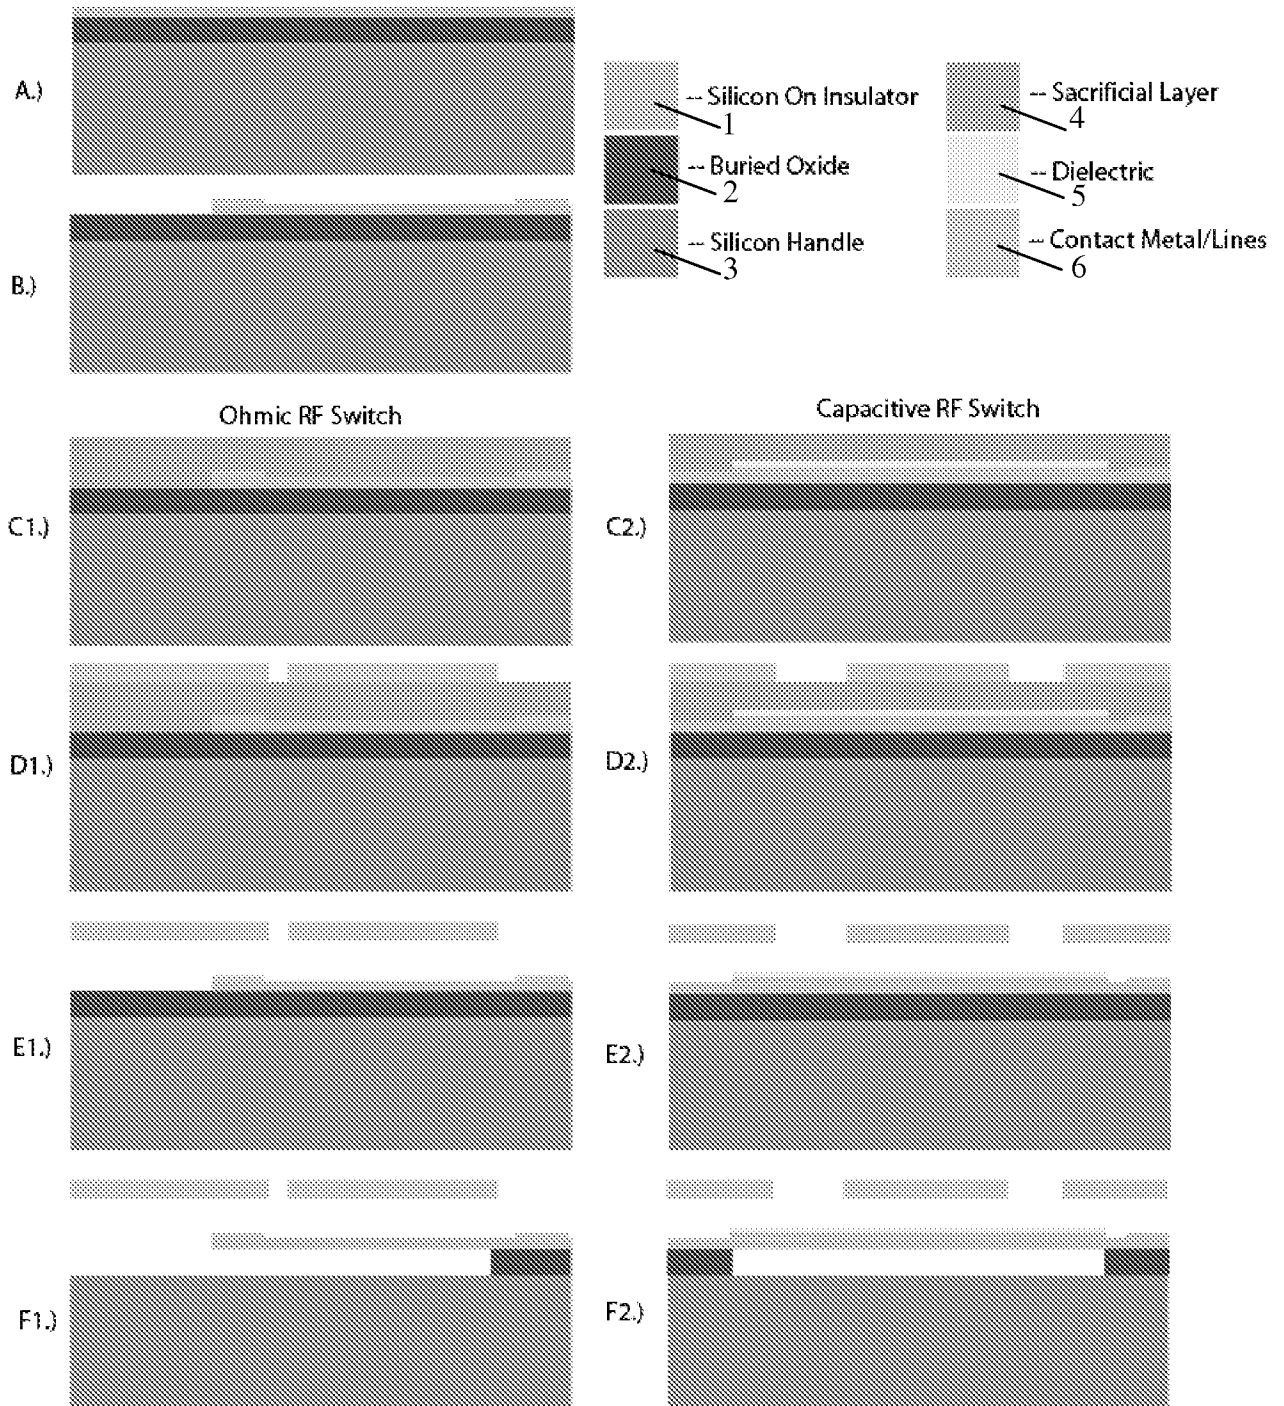 A.)
-- Silicon On Insulator
1
-- Sacrificial Layer
4
-- Buried Oxide
2
-- Dielectric
5
-- Silicon Handle
3
-- Contact Metal/Lines
6
B.)
Ohmic RF Switch
Capacitive RF Switch
C1.)
C2.)
D1.)
D2.)
E1.)
E2.)
F1.)
F2.)